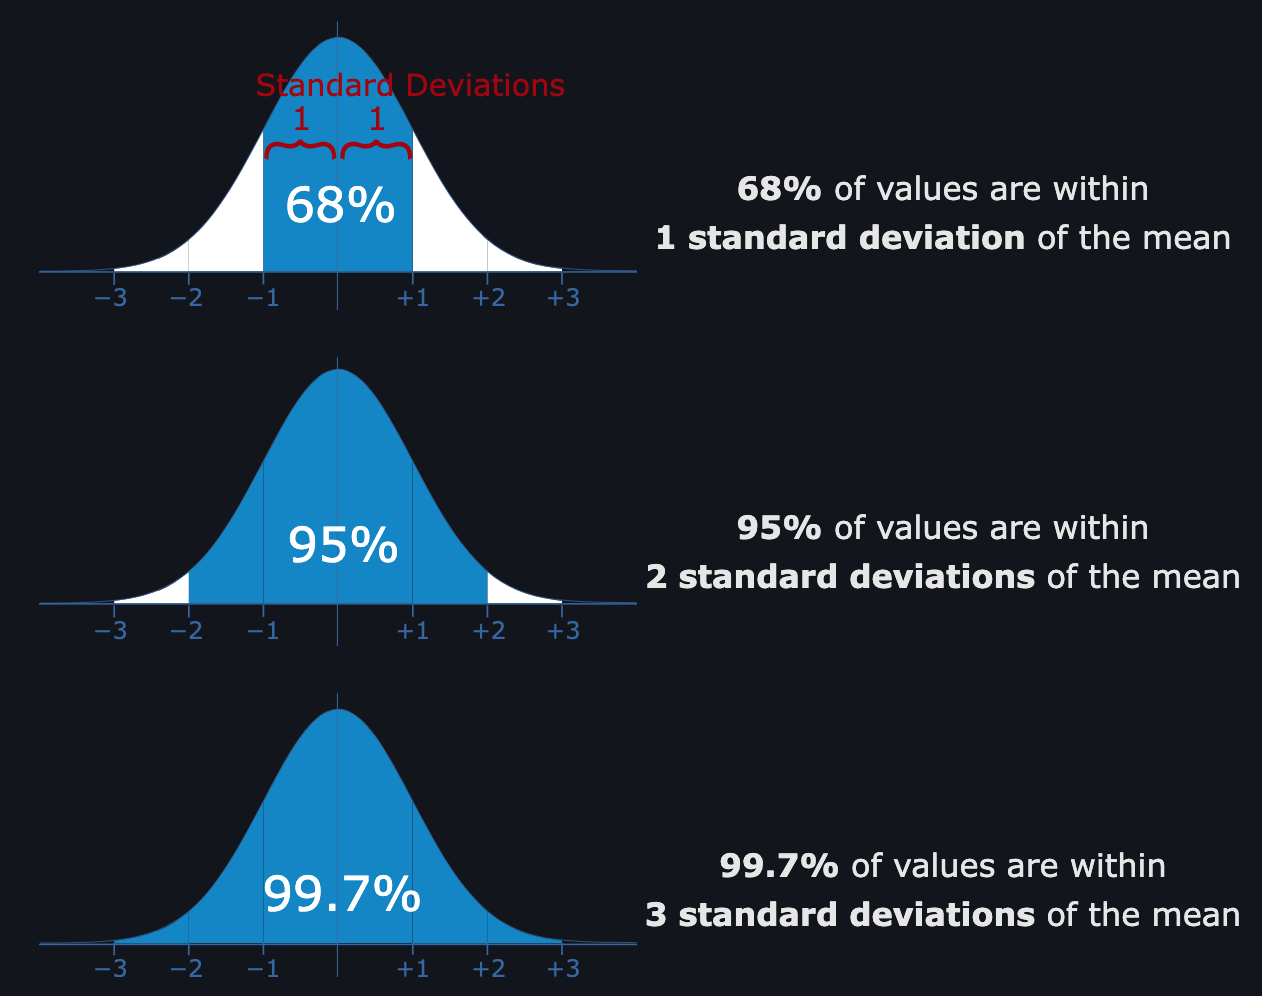 Standard Deviations
1 1
68%
−3 −2 −1 +1 +2 +3
68% of values are within
1 standard deviation of the mean
95%
−3 −2 −1 +1 +2 +3
95% of values are within
2 standard deviations of the mean
99.7%
−3 −2 −1 +1 +2 +3
99.7% of values are within
3 standard deviations of the mean